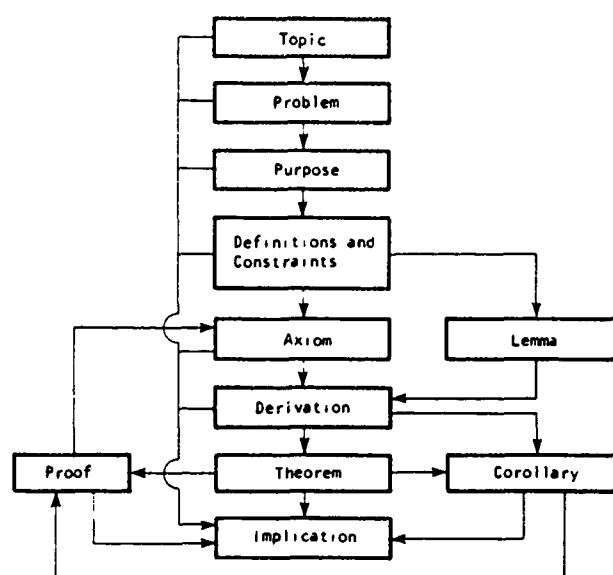 Topic
Problem
Purpose
Definitions and
Constraints
Axiom
Lemma
Derivation
Proof
Theorem
Corollary
Implication